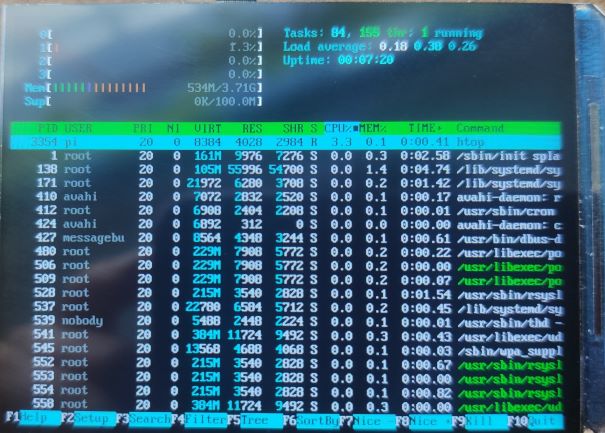 0[ 0.0%] Tasks: 84, 155 thr; 1 running
1[ 1.3%] Load average: 0.18 0.38 0.26
2[ 0.0%] Uptime: 00:07:20
3[ 0.0%]
Mem[ 534M/3.71G]
Swp[ 0K/100.0M]
PID USER PRI NI VIRT RES SHR S CPU% MEM% TIME+ Command
3354 pi 20 0 8384 4028 2984 R 3.3 0.1 0:00.41 htop
1 root 20 0 161M 9976 7276 S 0.0 0.3 0:02.58 /sbin/init spla
138 root 20 0 105M 55996 54700 S 0.0 1.4 0:04.74 /lib/systemd/sy
171 root 20 0 21972 6280 3708 S 0.0 0.2 0:01.42 /lib/systemd/sy
410 avahi 20 0 7072 2832 2520 S 0.0 0.1 0:00.17 avahi-daemon: r
412 root 20 0 6908 2404 2208 S 0.0 0.1 0:00.01 /usr/sbin/cron
424 avahi 20 0 6892 312 0 S 0.0 0.0 0:00.00 avahi-daemon: c
427 messagebu 20 0 8564 4348 3244 S 0.0 0.1 0:00.61 /usr/bin/dbus-d
480 root 20 0 229M 7908 5772 S 0.0 0.2 0:00.22 /usr/libexec/po
506 root 20 0 229M 7908 5772 S 0.0 0.2 0:00.00 /usr/libexec/po
509 root 20 0 229M 7908 5772 S 0.0 0.2 0:00.07 /usr/libexec/po
528 root 20 0 215M 3540 2828 S 0.0 0.1 0:01.54 /usr/sbin/rsysl
537 root 20 0 22780 6584 5712 S 0.0 0.2 0:00.45 /lib/systemd/sy
539 nobody 20 0 5488 2448 2224 S 0.0 0.1 0:00.01 /usr/sbin/thd -
541 root 20 0 384M 11724 9492 S 0.0 0.3 0:00.43 /usr/libexec/ud
545 root 20 0 13568 4688 4068 S 0.0 0.1 0:00.03 /sbin/wpa_suppl
552 root 20 0 215M 3540 2828 S 0.0 0.1 0:00.67 /usr/sbin/rsysl
553 root 20 0 215M 3540 2828 S 0.0 0.1 0:00.00 /usr/sbin/rsysl
554 root 20 0 215M 3540 2828 S 0.0 0.1 0:00.82 /usr/sbin/rsysl
558 root 20 0 384M 11724 9492 S 0.0 0.3 0:00.00 /usr/libexec/ud
F1Help F2Setup F3Search F4Filter F5Tree F6SortBy F7Nice - F8Nice + F9Kill F10Quit